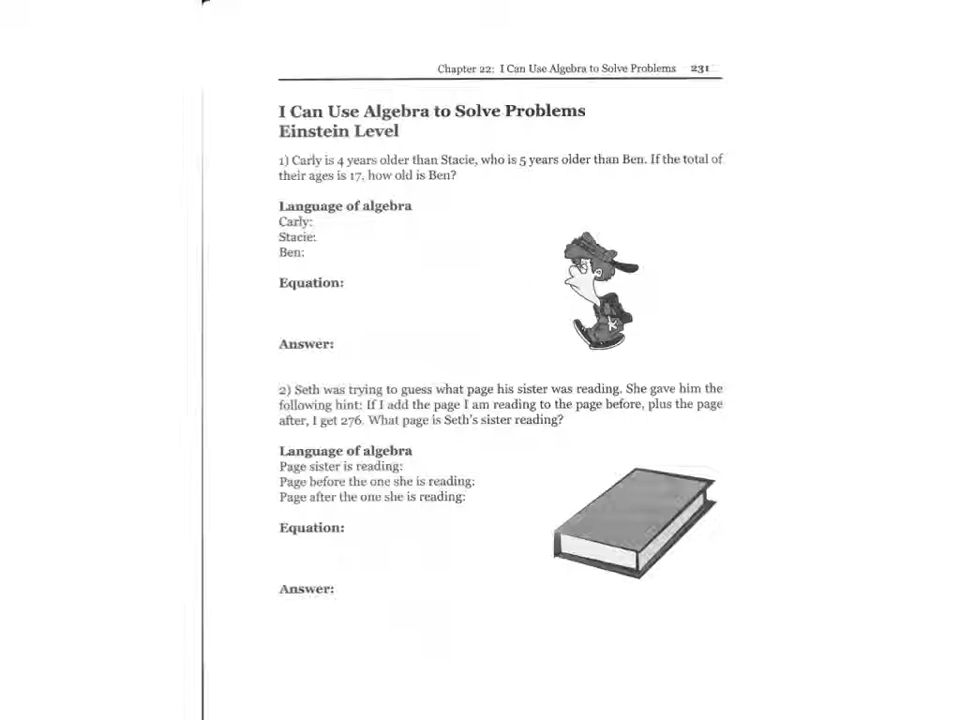 Chapter 22: I Can Use Algebra to Solve Problems 231
I Can Use Algebra to Solve Problems
Einstein Level
1) Carly is 4 years older than Stacie, who is 5 years older than Ben. If the total of
their ages is 17, how old is Ben?
Language of algebra
Carly:
Stacie:
Ben:
Equation:
Answer:
2) Seth was trying to guess what page his sister was reading. She gave him the
following hint: If I add the page I am reading to the page before, plus the page
after, I get 276. What page is Seth's sister reading?
Language of algebra
Page sister is reading:
Page before the one she is reading:
Page after the one she is reading:
Equation:
Answer: